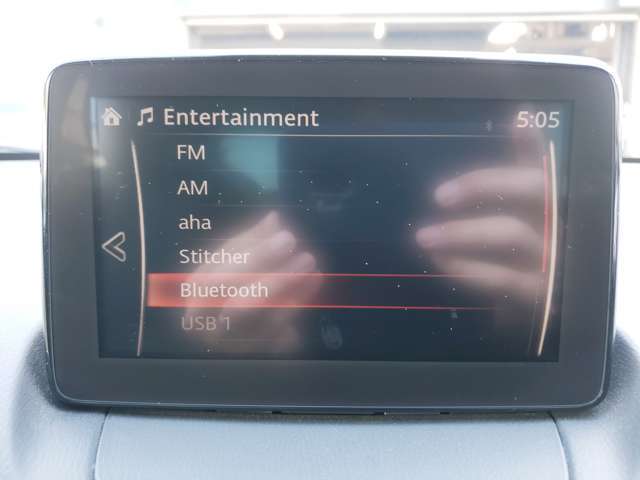 Entertainment 5:05
FM
AM
aha
Stitcher
Bluetooth
USB 1